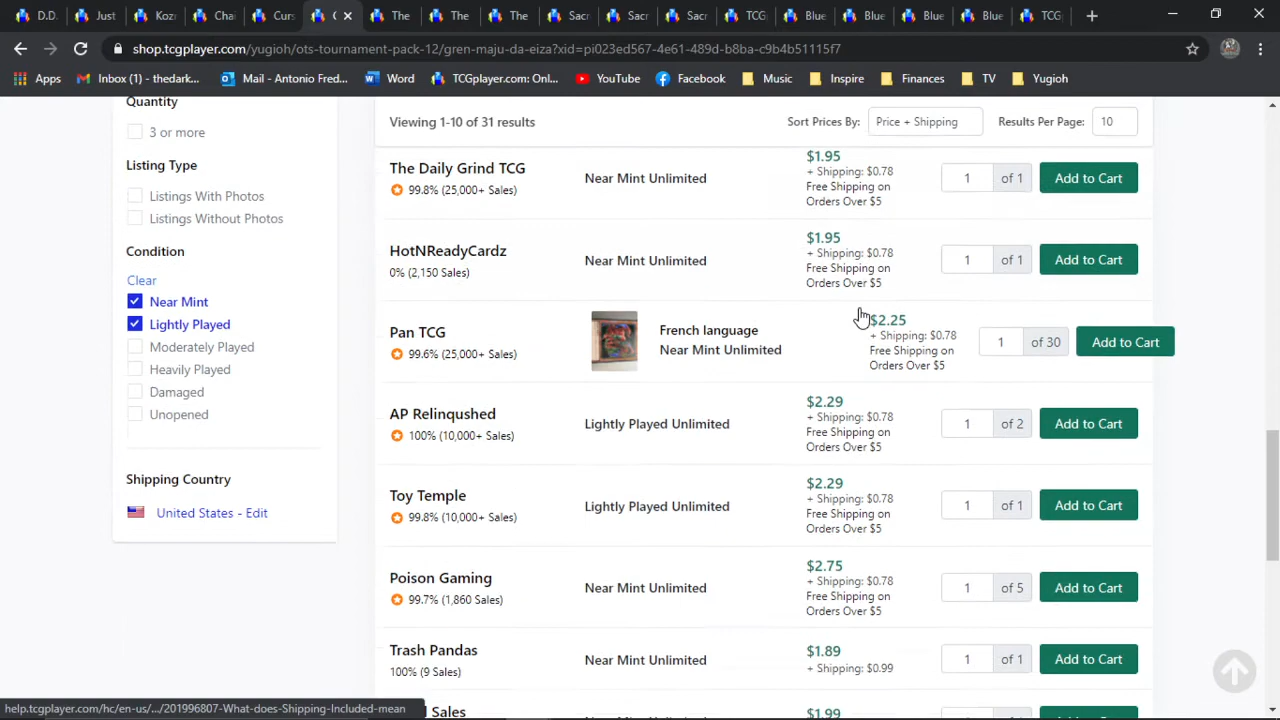 D.D.
Just
Kozr
Chai
Curs
The
The
The
Sacr
Sacr
Sacr
TCG
Blue
Blue
Blue
Blue
TCG
shop.tcgplayer.com/yugioh/ots-tournament-pack-12/gren-maju-da-eiza?xid=pi023ed567-4e61-489d-b8ba-c9b4b51115f7
Apps
Inbox (1) - thedark...
Mail - Antonio Fred...
Word
TCGplayer.com: Onl...
YouTube
Facebook
Music
Inspire
Finances
TV
Yugioh
Quantity
3 or more
Listing Type
Listings With Photos
Listings Without Photos
Condition
Clear
Near Mint
Lightly Played
Moderately Played
Heavily Played
Damaged
Unopened
Shipping Country
United States - Edit
Viewing 1-10 of 31 results
Sort Prices By:
Price + Shipping
Results Per Page:
10
The Daily Grind TCG
99.8% (25,000+ Sales)
Near Mint Unlimited
$1.95
+ Shipping: $0.78
Free Shipping on
Orders Over $5
1 of 1
Add to Cart
HotNReadyCardz
0% (2,150 Sales)
Near Mint Unlimited
$1.95
+ Shipping: $0.78
Free Shipping on
Orders Over $5
1 of 1
Add to Cart
Pan TCG
99.6% (25,000+ Sales)
French language
Near Mint Unlimited
$2.25
+ Shipping: $0.78
Free Shipping on
Orders Over $5
1 of 30
Add to Cart
AP Relinqushed
100% (10,000+ Sales)
Lightly Played Unlimited
$2.29
+ Shipping: $0.78
Free Shipping on
Orders Over $5
1 of 2
Add to Cart
Toy Temple
99.8% (10,000+ Sales)
Lightly Played Unlimited
$2.29
+ Shipping: $0.78
Free Shipping on
Orders Over $5
1 of 1
Add to Cart
Poison Gaming
99.7% (1,860 Sales)
Near Mint Unlimited
$2.75
+ Shipping: $0.78
Free Shipping on
Orders Over $5
1 of 5
Add to Cart
Trash Pandas
100% (9 Sales)
Near Mint Unlimited
$1.89
+ Shipping: $0.99
1 of 1
Add to Cart
Sales
$1.99
Add to Cart
help.tcgplayer.com/hc/en-us/.../201996807-What-does-Shipping-Included-mean